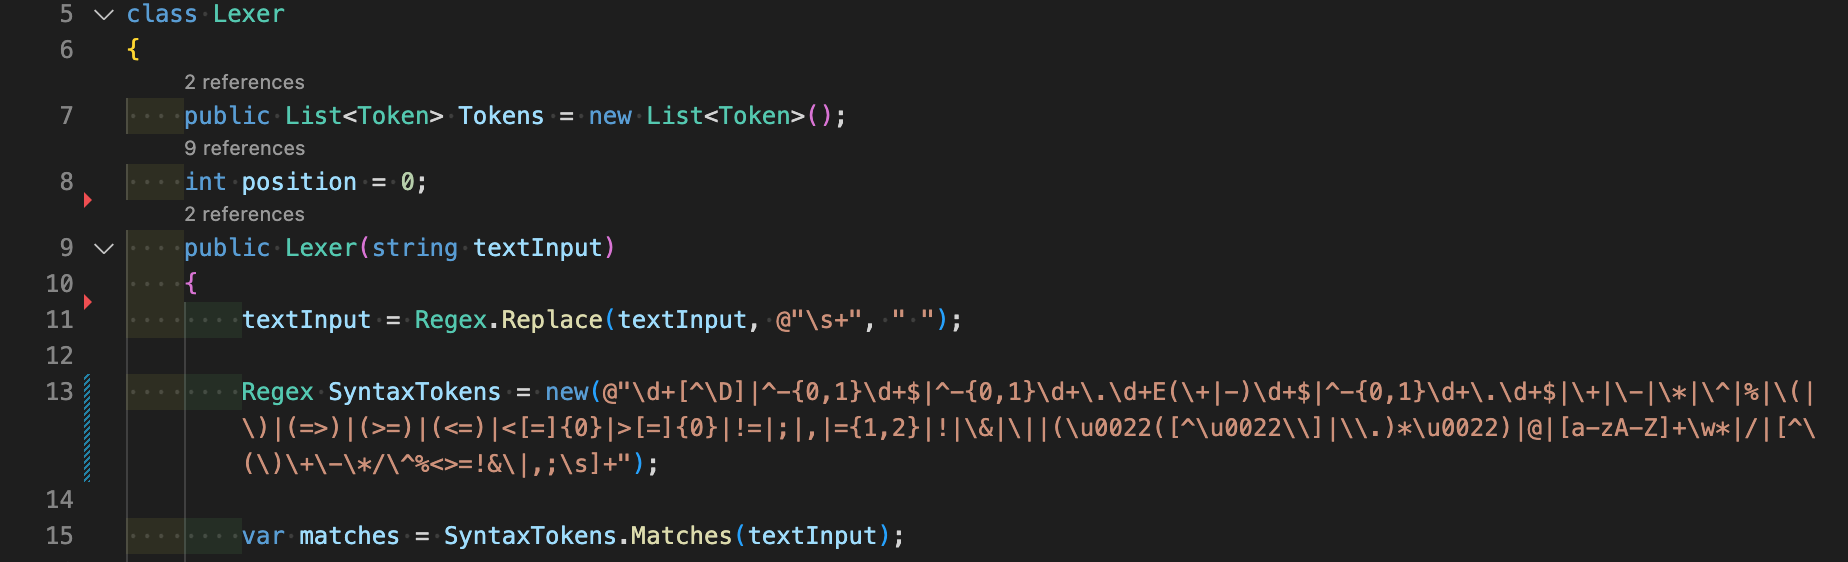 5 class Lexer
6 {
2 references
7 public List<Token> Tokens = new List<Token>();
9 references
8 int position = 0;
2 references
9 public Lexer(string textInput)
10 {
11 textInput = Regex.Replace(textInput, @"\s+", " ");
12
13 Regex SyntaxTokens = new(@"\d+[^\D]|^-{0,1}\d+$|^-{0,1}\d+\.\d+E(\+|-)\d+$|^-{0,1}\d+\.\d+$|\+|\-|\*|\^|%|\(|
\)|(=>)|(>=)|(<=)|<[=]{0}|>[=]{0}|!=|;|,|={1,2}|!|\&|\||(\u0022([^\u0022\\]|\\.)*\u0022)|@|[a-zA-Z]+\w*|/|[^\
(\)\+\-\*/\^%<>=!&\|,;\s]+");
14
15 var matches = SyntaxTokens.Matches(textInput);